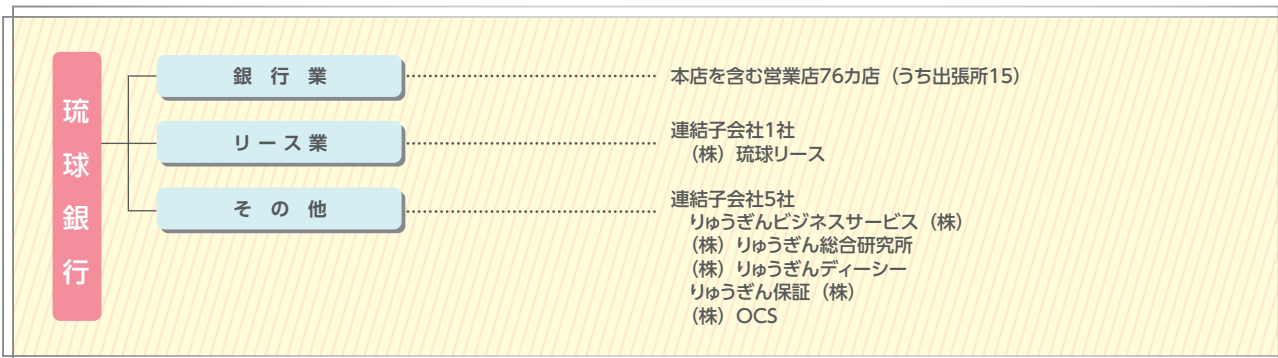 琉球銀行
銀行業
本店を含む営業店76カ店（うち出張所15）
リース業
連結子会社1社
（株）琉球リース
その他
連結子会社5社
りゅうぎんビジネスサービス（株）
（株）りゅうぎん総合研究所
（株）りゅうぎんディーシー
りゅうぎん保証（株）
（株）OCS